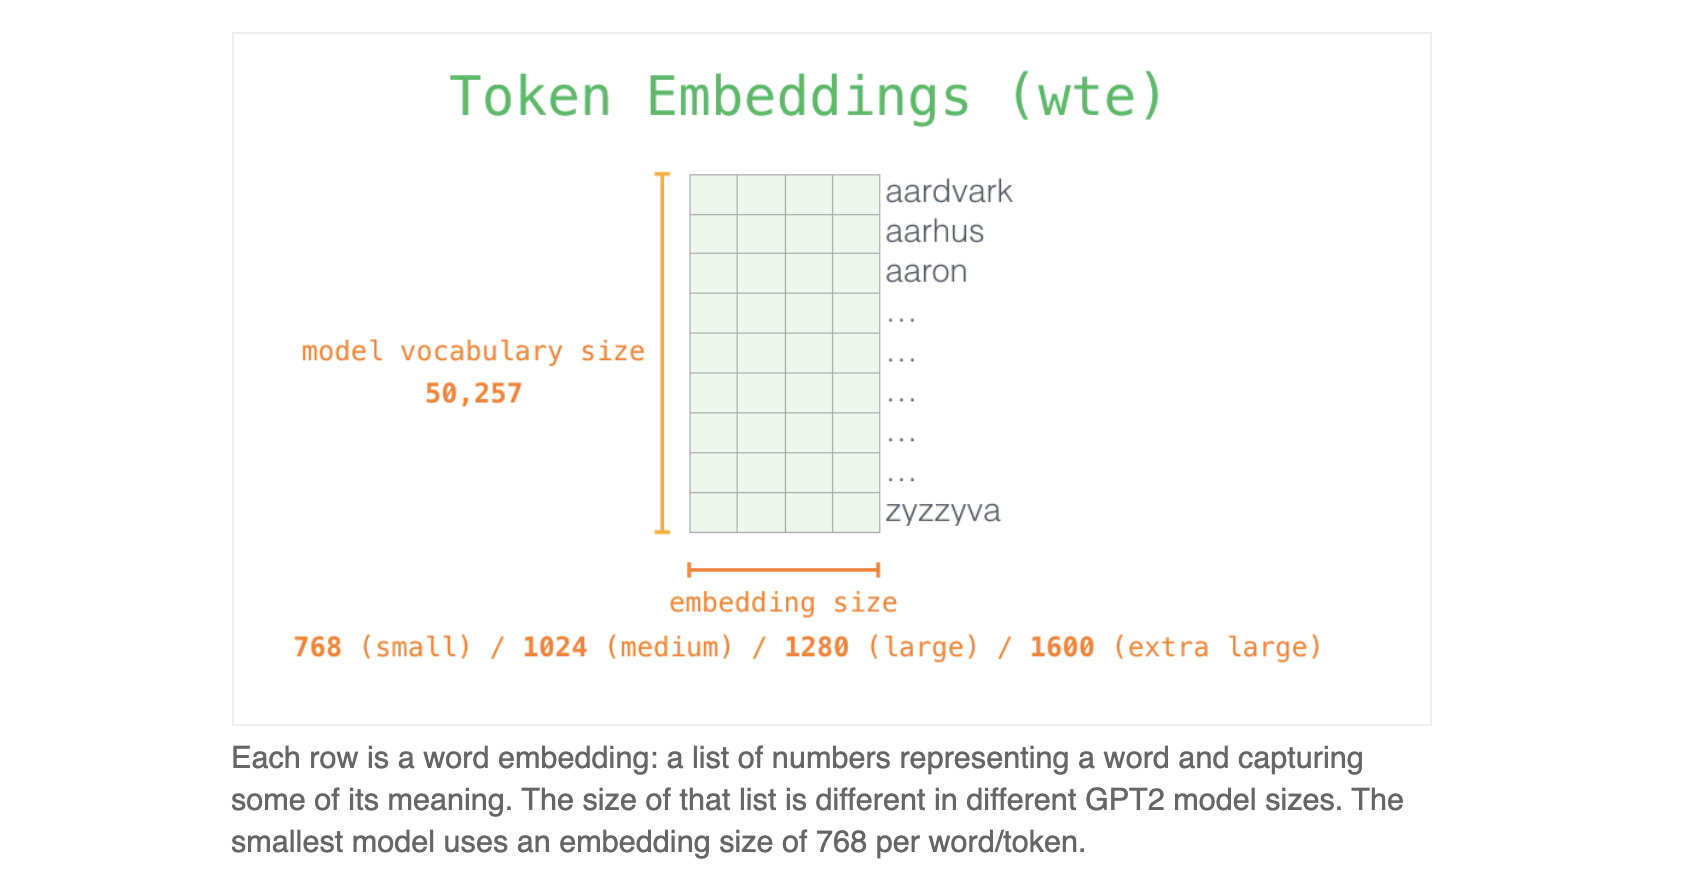 Token Embeddings (wte)
aardvark
aarhus
aaron
...
...
...
...
...
zyzzyva
model vocabulary size
50,257
embedding size
768 (small) / 1024 (medium) / 1280 (large) / 1600 (extra large)
Each row is a word embedding: a list of numbers representing a word and capturing
some of its meaning. The size of that list is different in different GPT2 model sizes. The
smallest model uses an embedding size of 768 per word/token.